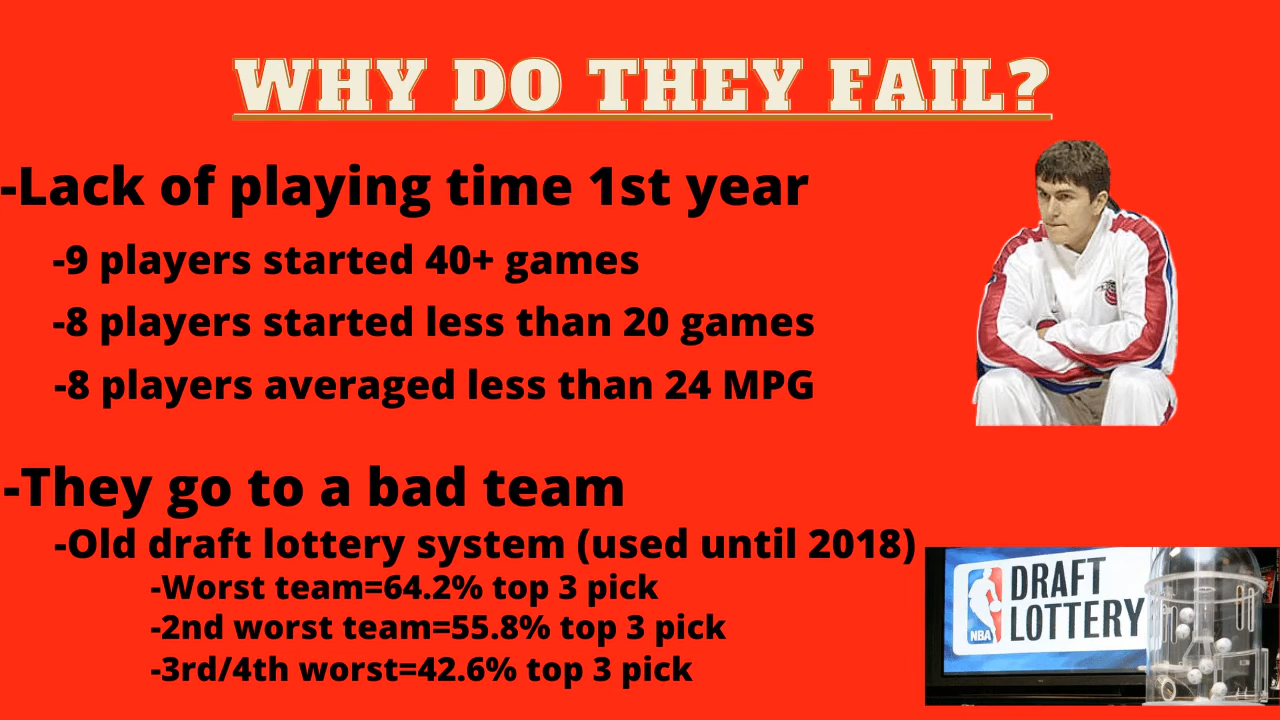 WHY DO THEY FAIL?
-Lack of playing time 1st year
-9 players started 40+ games
-8 players started less than 20 games
-8 players averaged less than 24 MPG
-They go to a bad team
-Old draft lottery system (used until 2018)
-Worst team=64.2% top 3 pick
-2nd worst team=55.8% top 3 pick
-3rd/4th worst=42.6% top 3 pick
DRAFT
LOTTERY
NBA